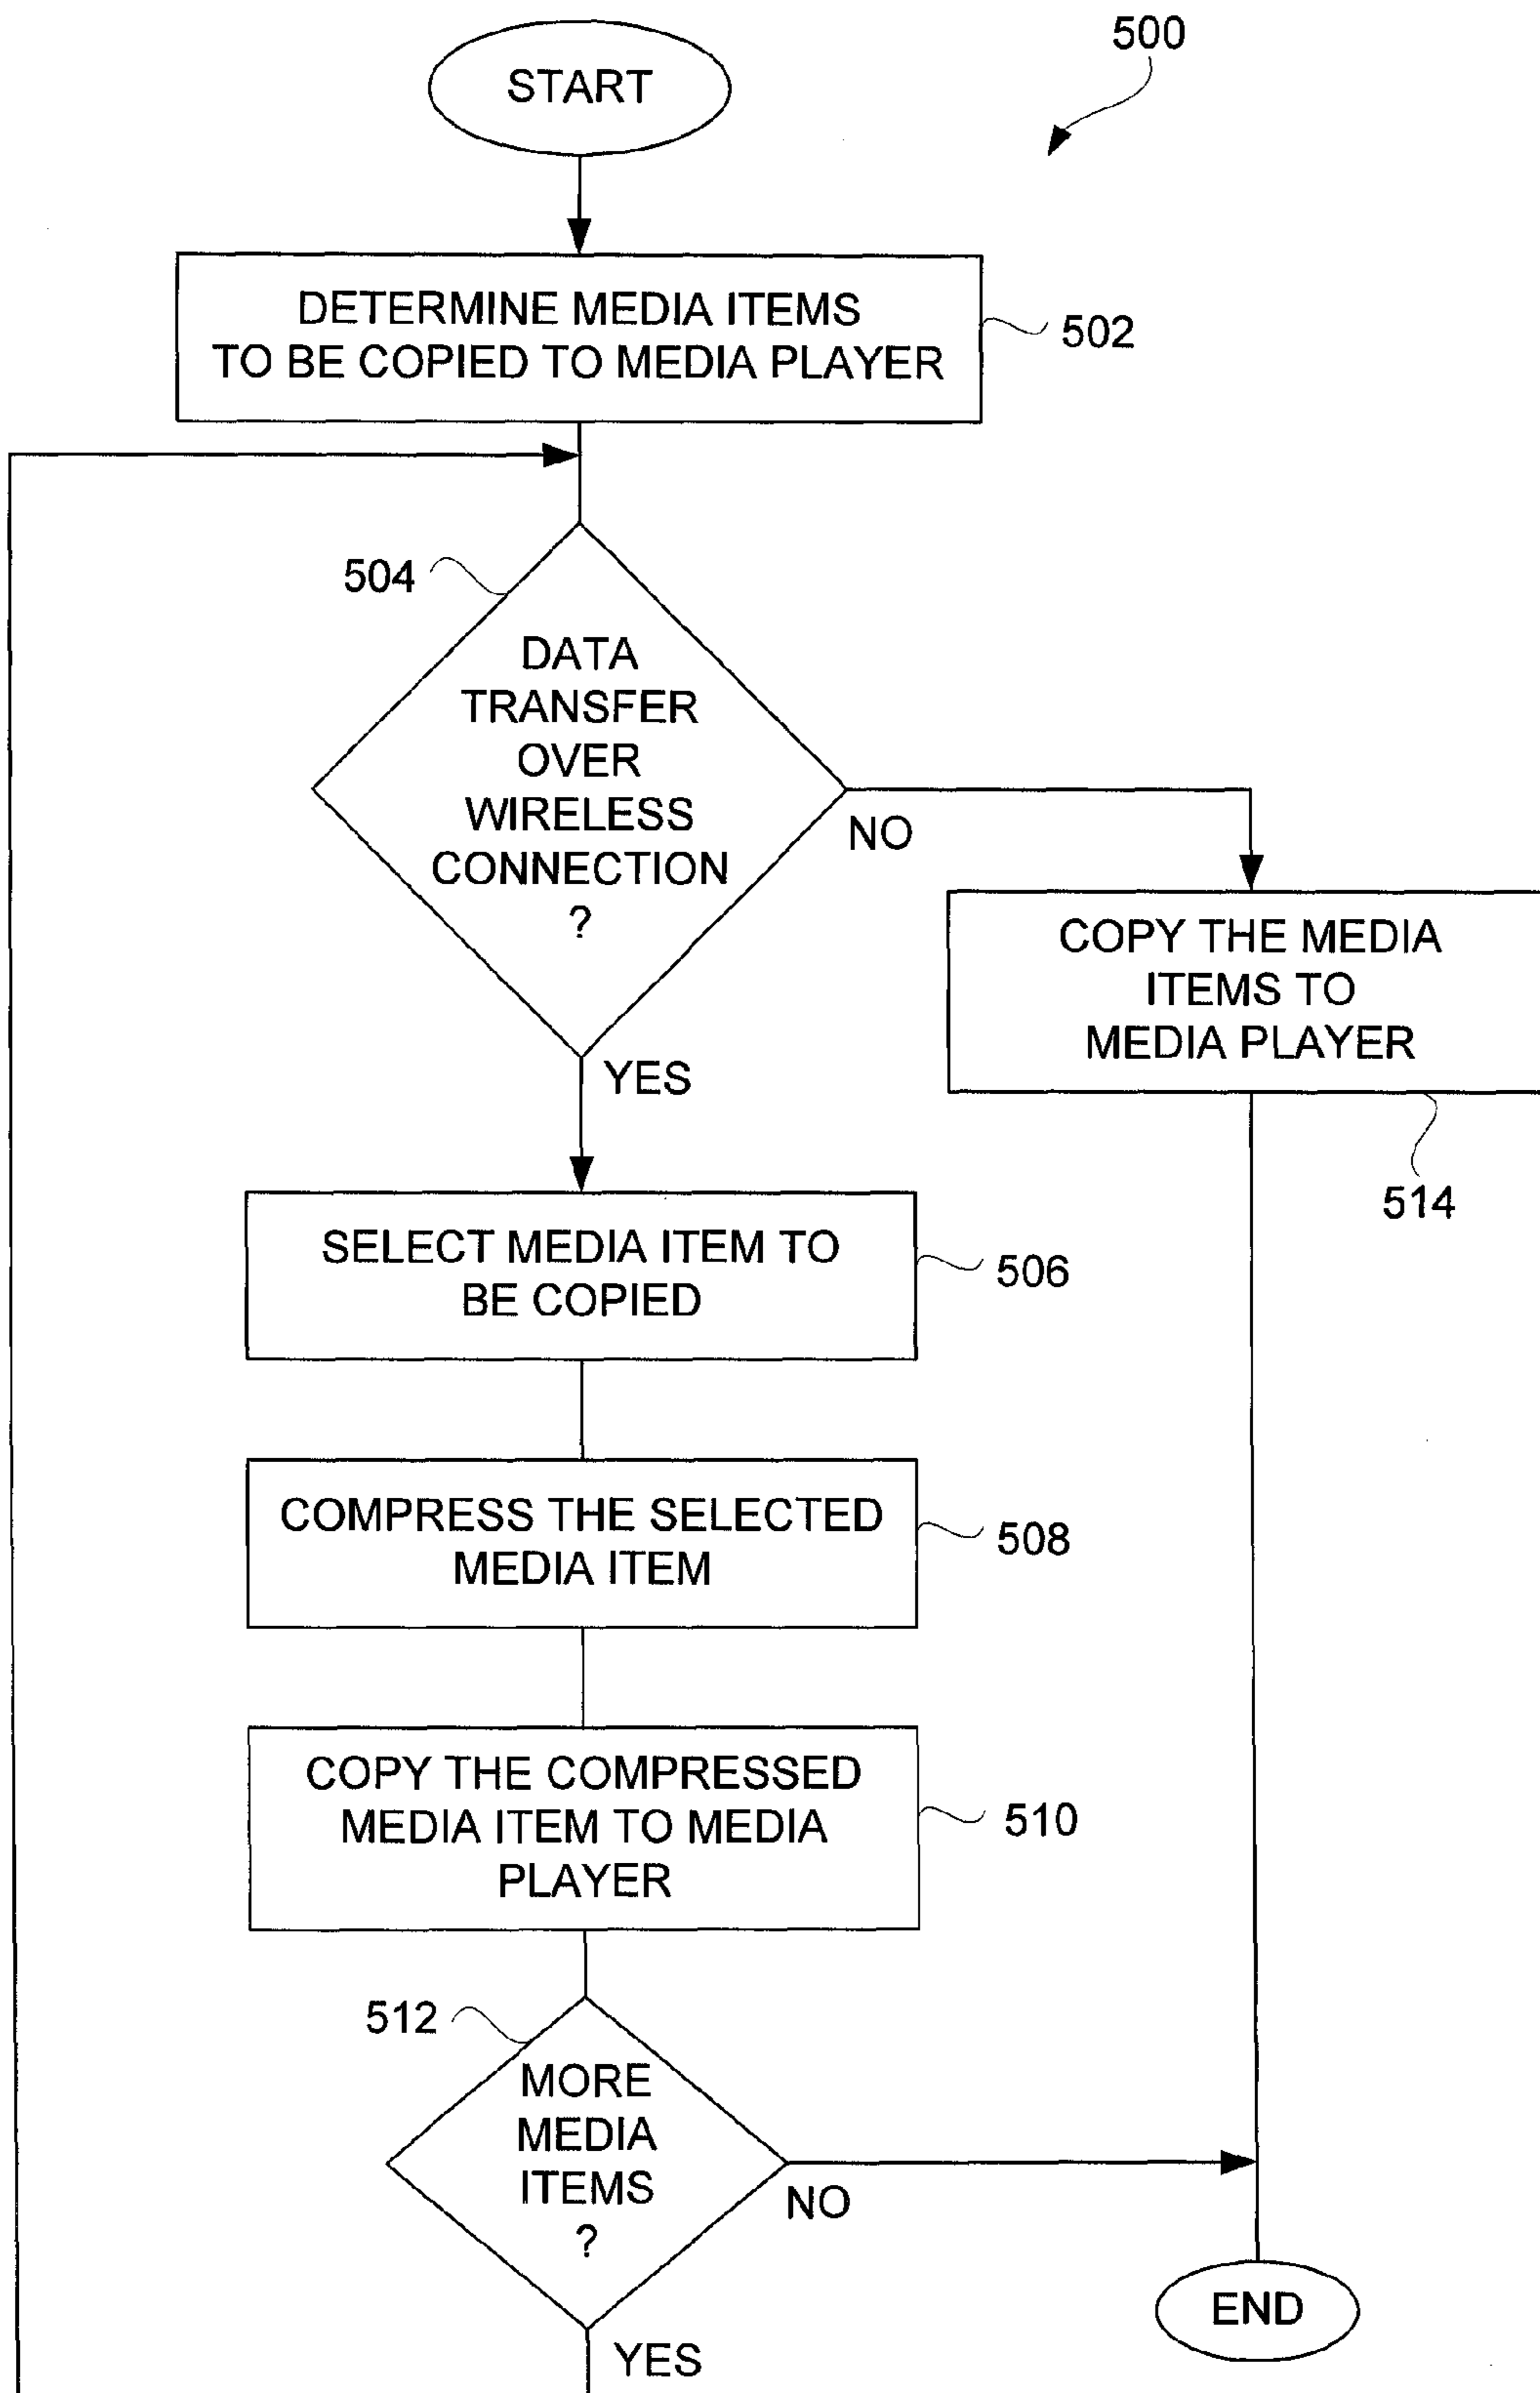 500
START
DETERMINE MEDIA ITEMS
TO BE COPIED TO MEDIA PLAYER
502
504
DATA
TRANSFER
OVER
WIRELESS
CONNECTION
?
NO
YES
COPY THE MEDIA
ITEMS TO
MEDIA PLAYER
514
SELECT MEDIA ITEM TO
BE COPIED
506
COMPRESS THE SELECTED
MEDIA ITEM
508
COPY THE COMPRESSED
MEDIA ITEM TO MEDIA
PLAYER
510
512
MORE
MEDIA
ITEMS
?
NO
YES
END